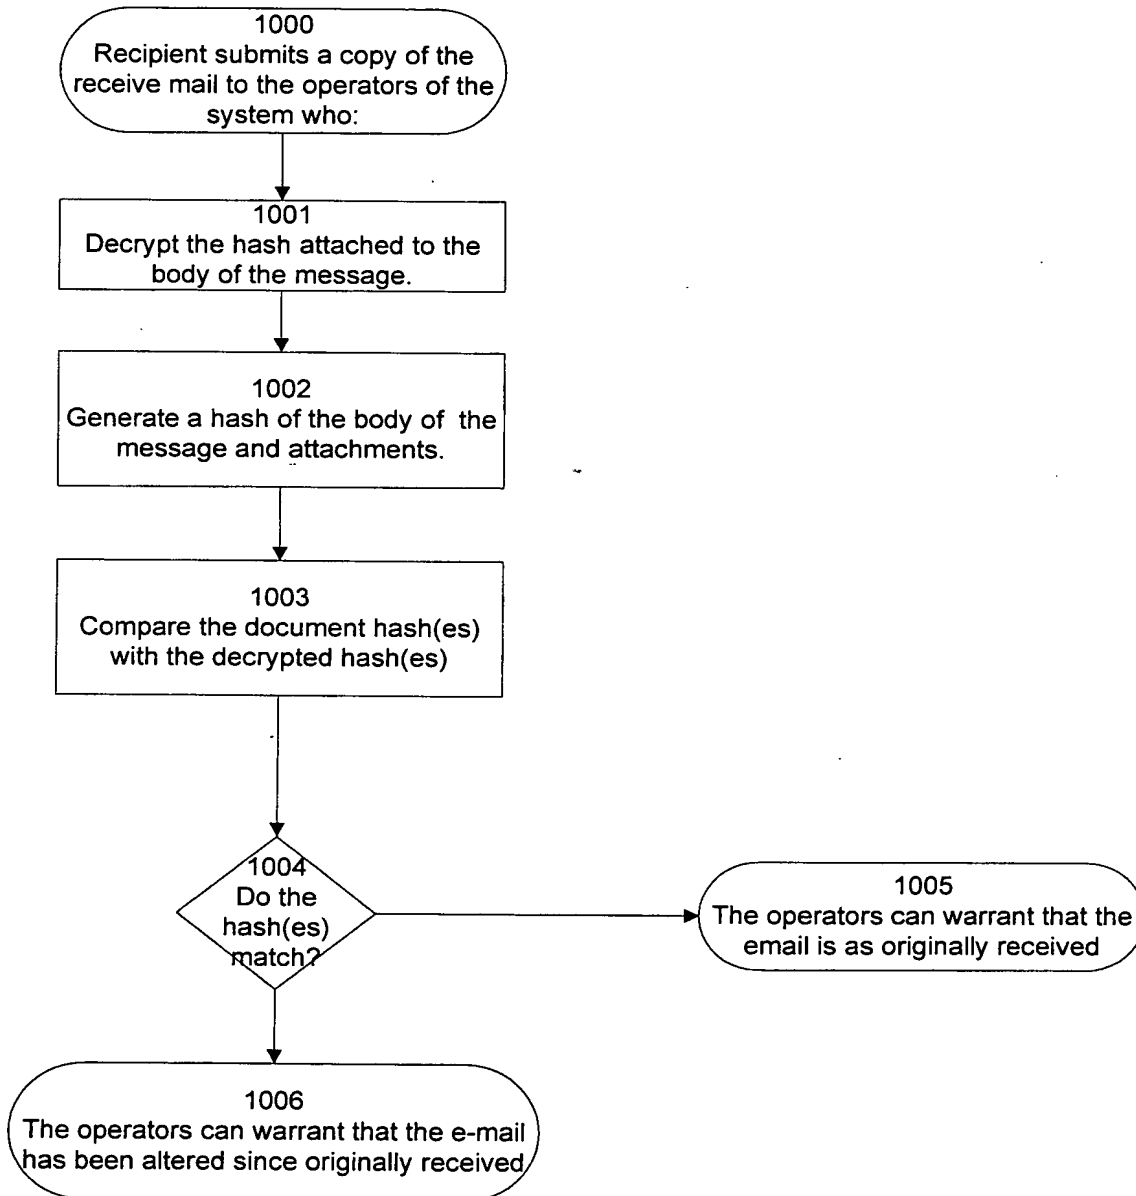 1000
Recipient submits a copy of the
receive mail to the operators of the
system who:
1001
Decrypt the hash attached to the
body of the message.
1002
Generate a hash of the body of the
message and attachments.
1003
Compare the document hash(es)
with the decrypted hash(es)
1004
Do the
hash(es)
match?
1005
The operators can warrant that the
email is as originally received
1006
The operators can warrant that the e-mail
has been altered since originally received